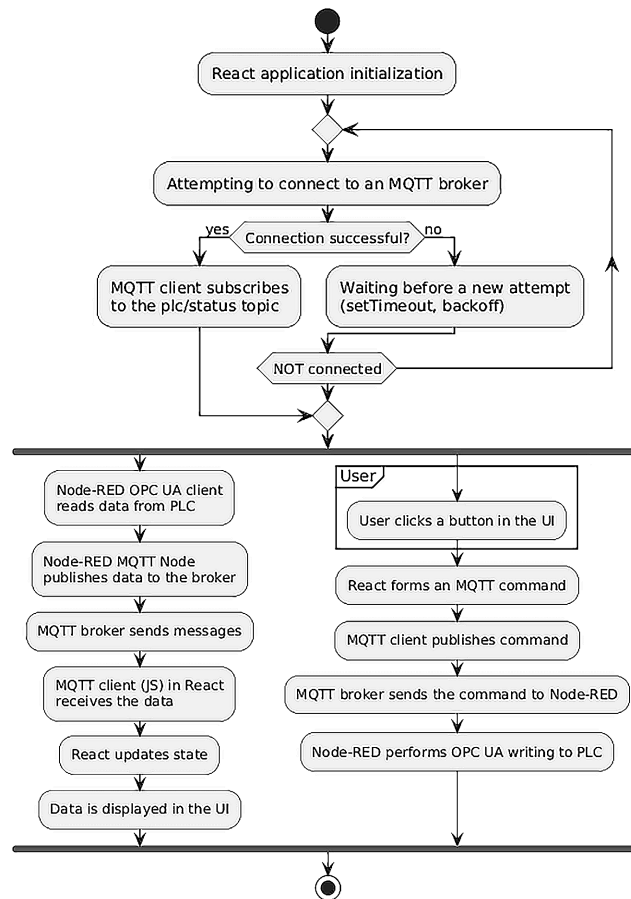 React application initialization
Attempting to connect to an MQTT broker
yes
Connection successful?
no
MQTT client subscribes
to the plc/status topic
Waiting before a new attempt
(setTimeout, backoff)
NOT connected
Node-RED OPC UA client
reads data from PLC
Node-RED MQTT Node
publishes data to the broker
MQTT broker sends messages
MQTT client (JS) in React
receives the data
React updates state
Data is displayed in the UI
User
User clicks a button in the UI
React forms an MQTT command
MQTT client publishes command
MQTT broker sends the command to Node-RED
Node-RED performs OPC UA writing to PLC